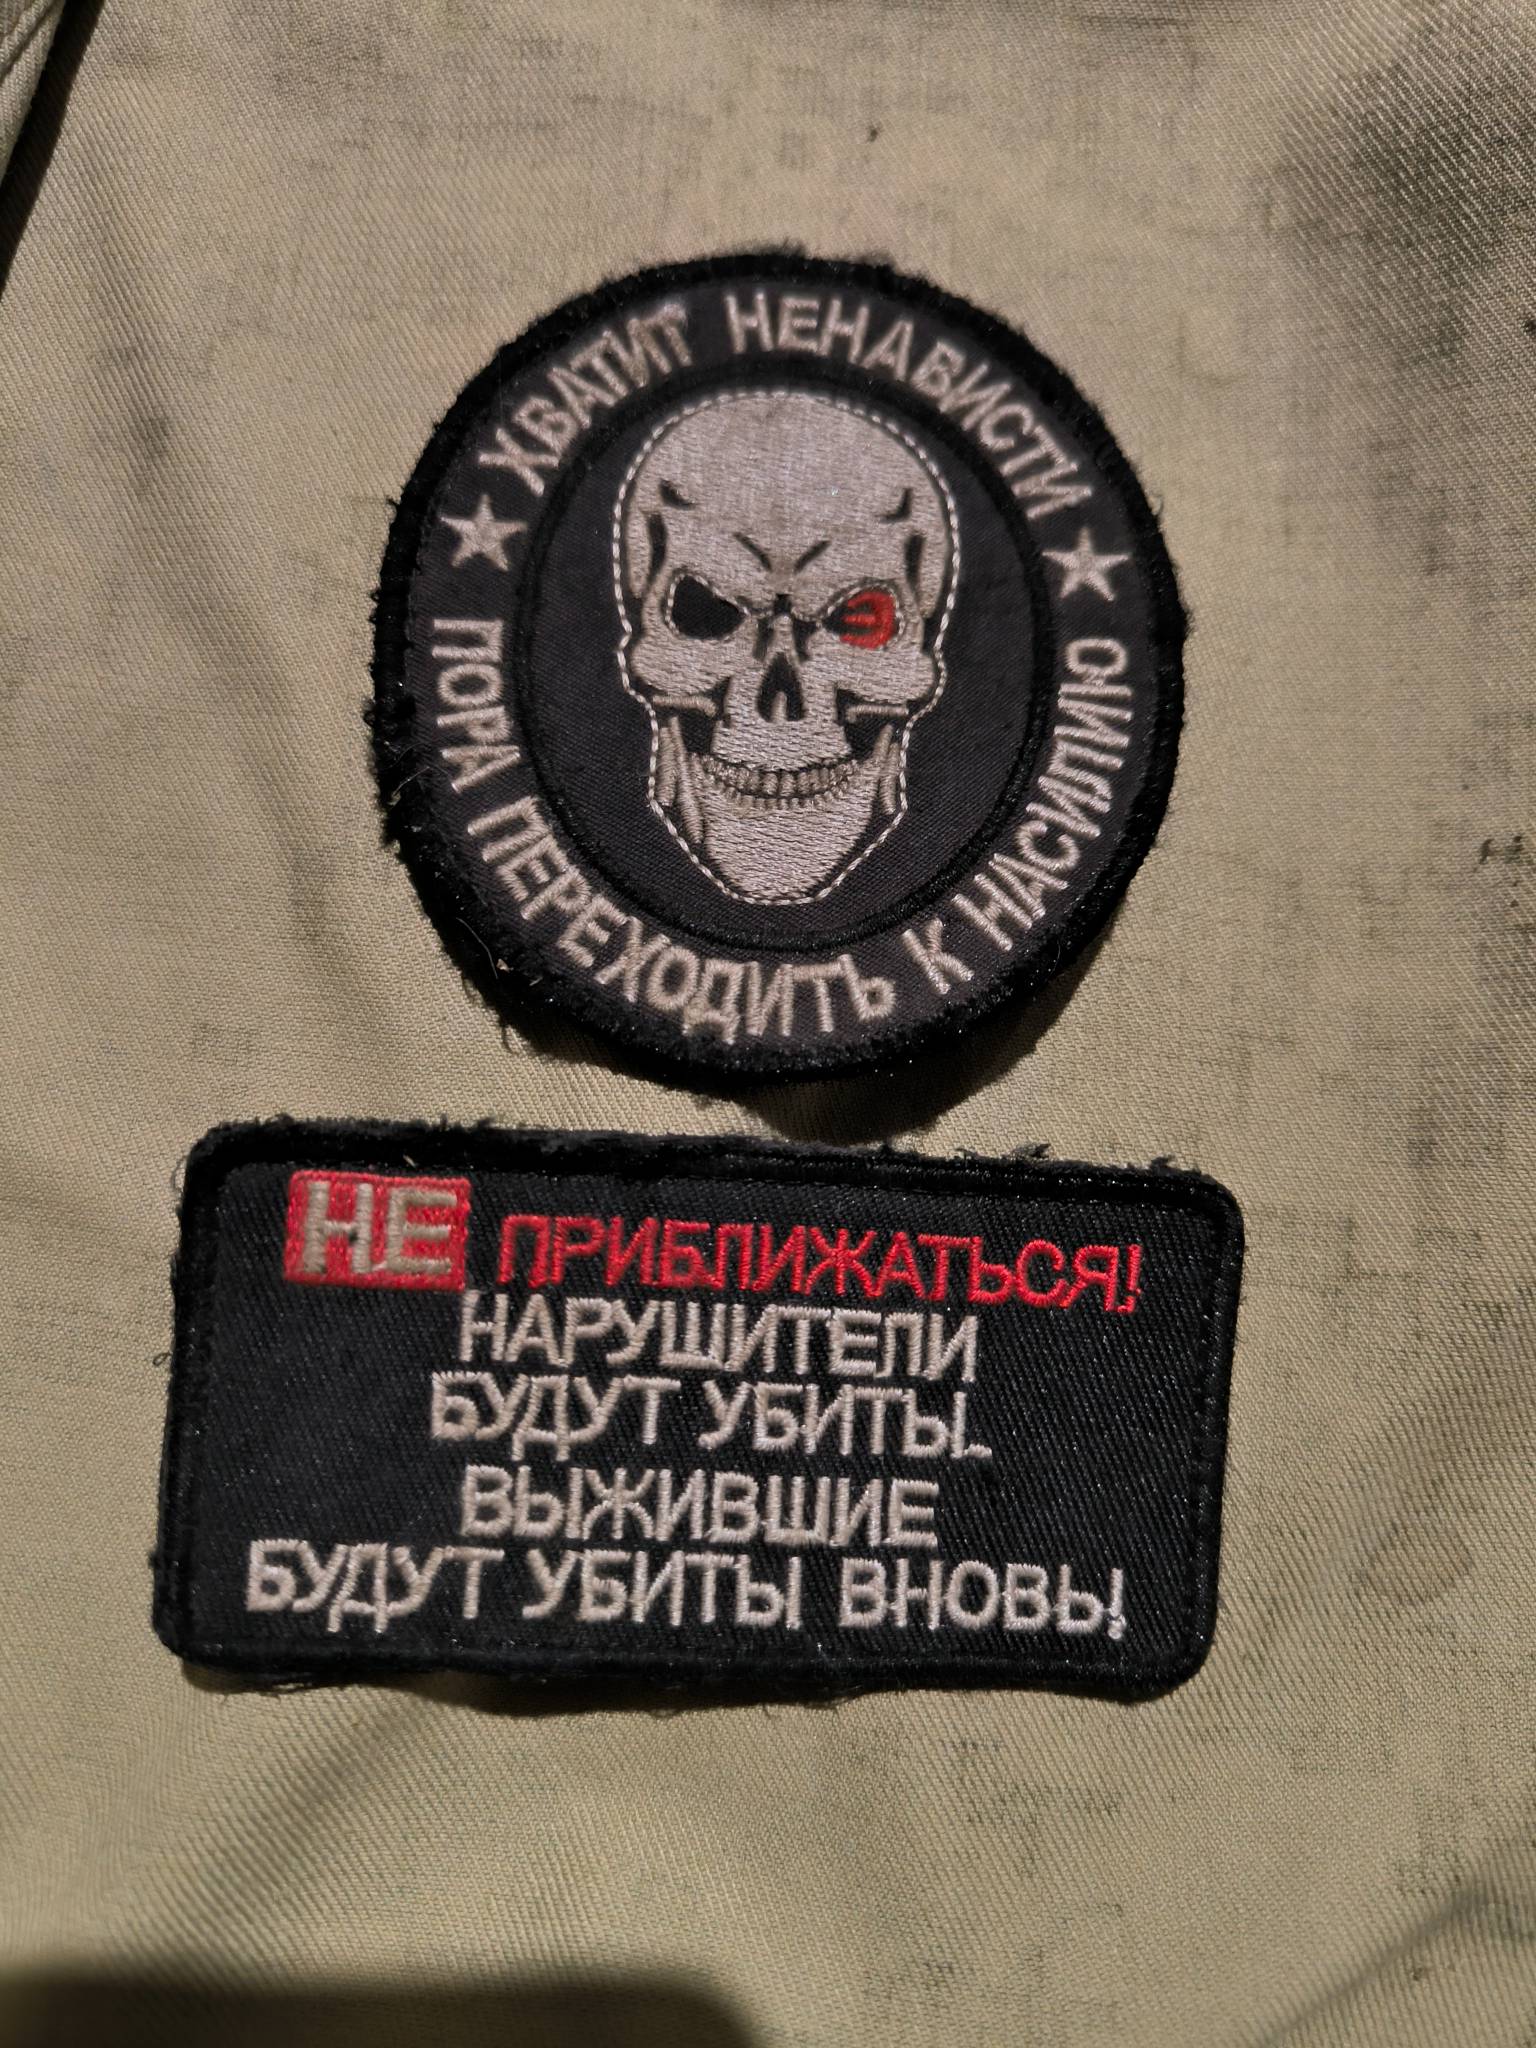 ХВАТИТ НЕНАВИСТИ
ПОРА ПЕРЕХОДИТЬ К НАСИЛИЮ
НЕ ПРИБЛИЖАТЬСЯ!
НАРУШИТЕЛИ
БУДУТ УБИТЫ.
ВЫЖИВШИЕ
БУДУТ УБИТЫ ВНОВЬ!